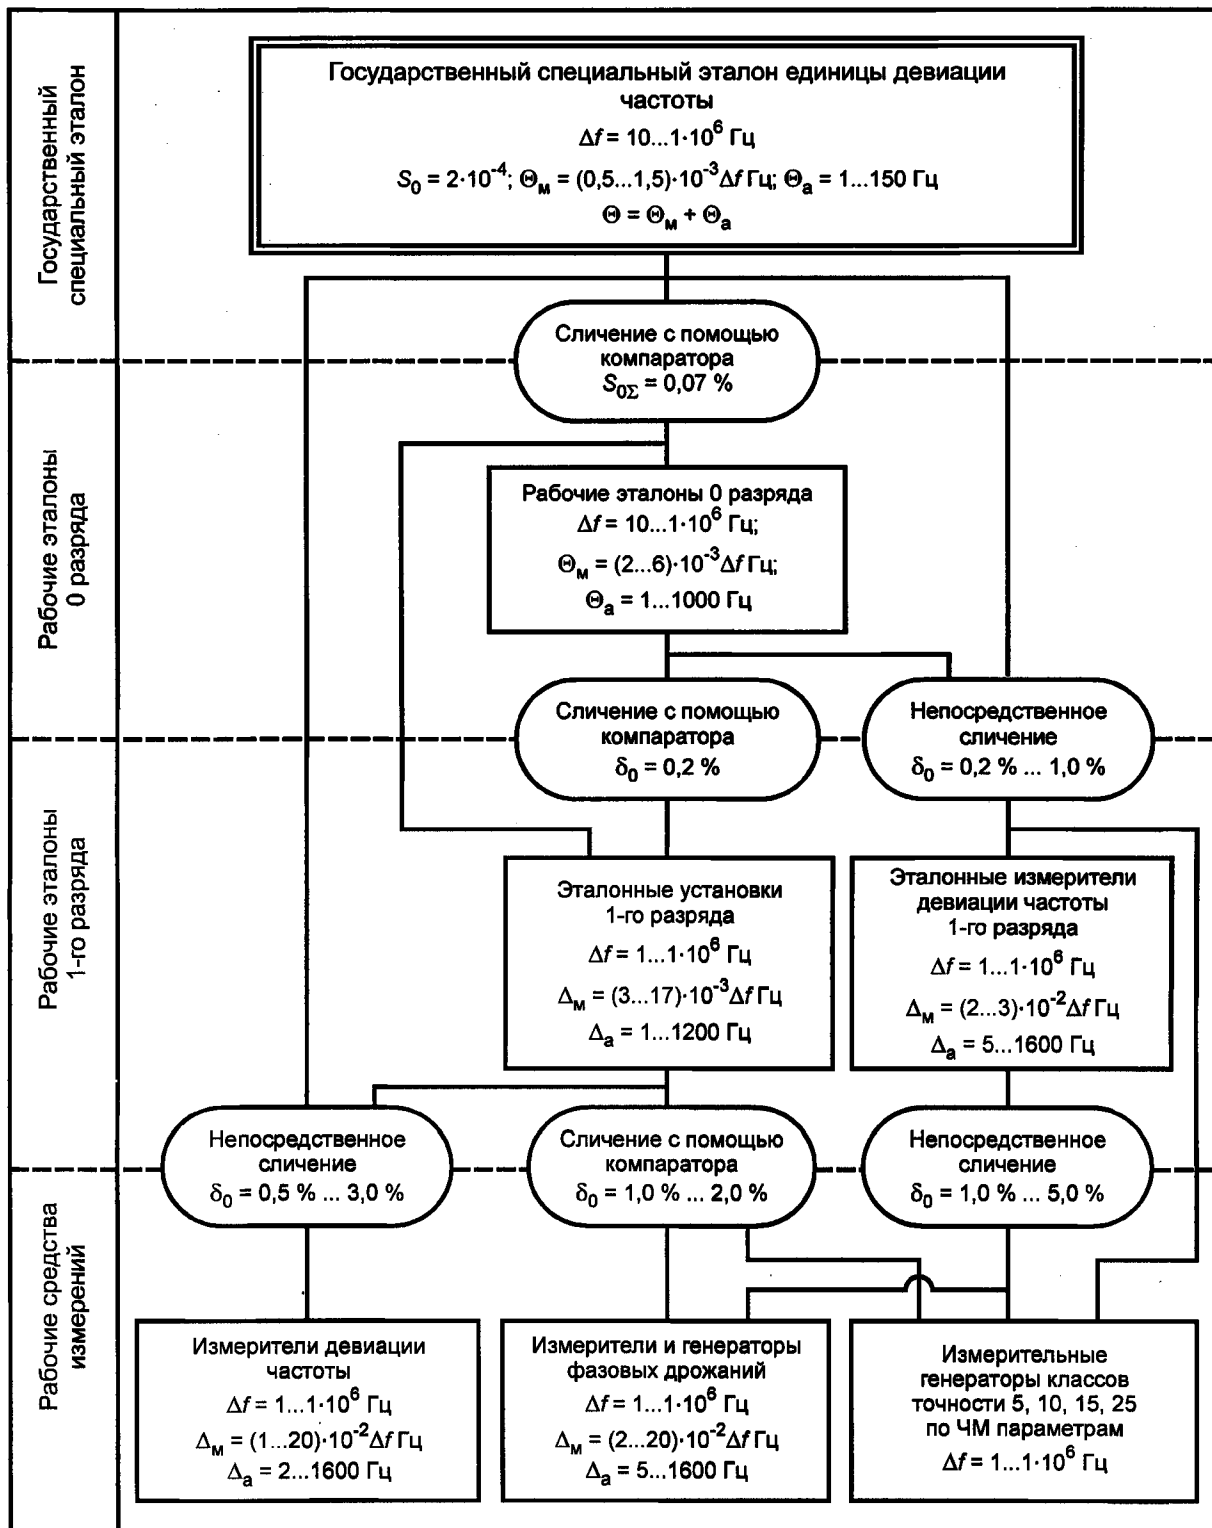 Государственный
специальный эталон
Государственный специальный эталон единицы девиации
частоты
Δf = 10...1·10⁶ Гц
S₀ = 2·10⁻⁴; Θм = (0,5...1,5)·10⁻³Δf Гц; Θа = 1...150 Гц
Θ = Θм + Θа
Сличение с помощью
компаратора
S₀Σ = 0,07 %
Рабочие эталоны
0 разряда
Рабочие эталоны 0 разряда
Δf = 10...1·10⁶ Гц;
Θм = (2...6)·10⁻³Δf Гц;
Θа = 1...1000 Гц
Сличение с помощью
компаратора
δ₀ = 0,2 %
Непосредственное
сличение
δ₀ = 0,2 % ... 1,0 %
Рабочие эталоны
1-го разряда
Эталонные установки
1-го разряда
Δf = 1...1·10⁶ Гц
Δм = (3...17)·10⁻³Δf Гц
Δа = 1...1200 Гц
Эталонные измерители
девиации частоты
1-го разряда
Δf = 1...1·10⁶ Гц
Δм = (2...3)·10⁻²Δf Гц
Δа = 5...1600 Гц
Непосредственное
сличение
δ₀ = 0,5 % ... 3,0 %
Сличение с помощью
компаратора
δ₀ = 1,0 % ... 2,0 %
Непосредственное
сличение
δ₀ = 1,0 % ... 5,0 %
Рабочие средства
измерений
Измерители девиации
частоты
Δf = 1...1·10⁶ Гц
Δм = (1...20)·10⁻²Δf Гц
Δа = 2...1600 Гц
Измерители и генераторы
фазовых дрожаний
Δf = 1...1·10⁶ Гц
Δм = (2...20)·10⁻²Δf Гц
Δа = 5...1600 Гц
Измерительные
генераторы классов
точности 5, 10, 15, 25
по ЧМ параметрам
Δf = 1...1·10⁶ Гц